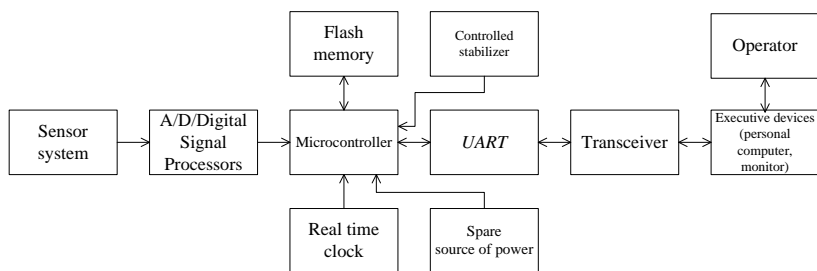 Flash
memory
Controlled
stabilizer
Operator
Sensor
system
A/D/Digital
Signal
Processors
Microcontroller
UART
Transceiver
Executive devices
(personal
computer,
monitor)
Real time
clock
Spare
source of power